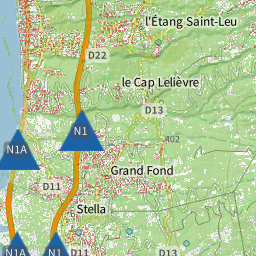 l'Étang Saint-Leu
D22
le Cap Lelièvre
D13
N1
402
N1A
Grand Fond
D11
Stella
N1A
N1
D11
D13